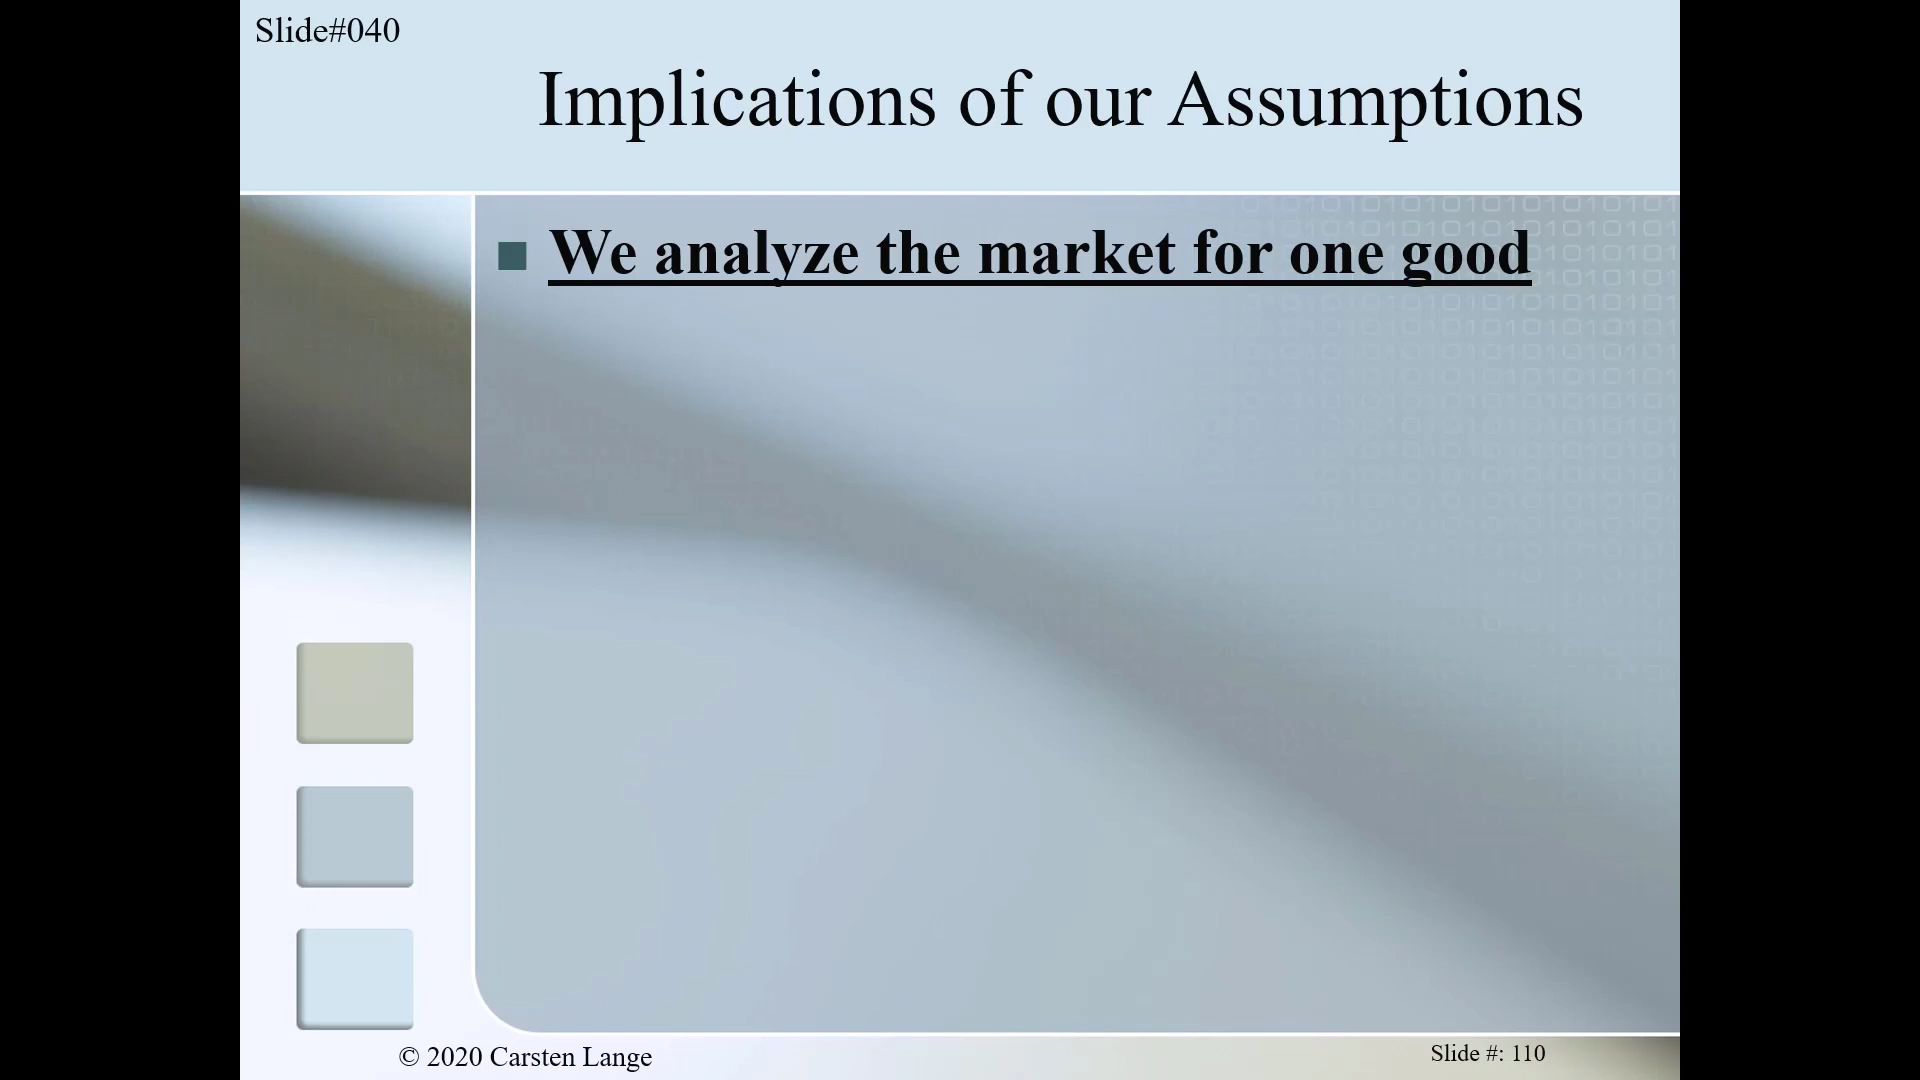 Slide#040
Implications of our Assumptions
We analyze the market for one good
© 2020 Carsten Lange
Slide #: 110